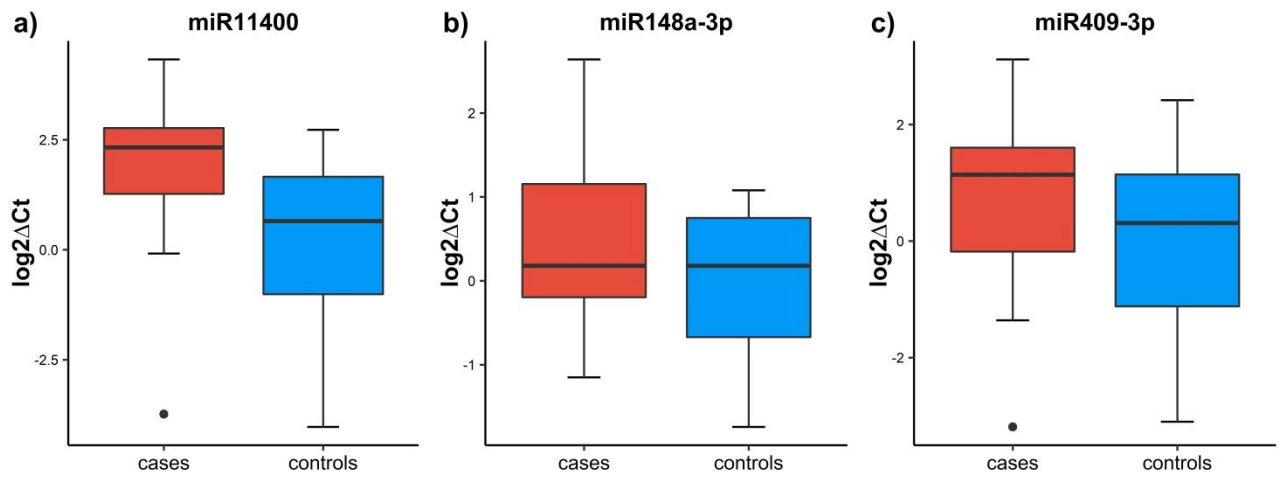 a) miR11400
log2ΔCt
2.5
0.0
-2.5
cases controls
b) miR148a-3p
log2ΔCt
2
1
0
-1
cases controls
c) miR409-3p
log2ΔCt
2
0
-2
cases controls